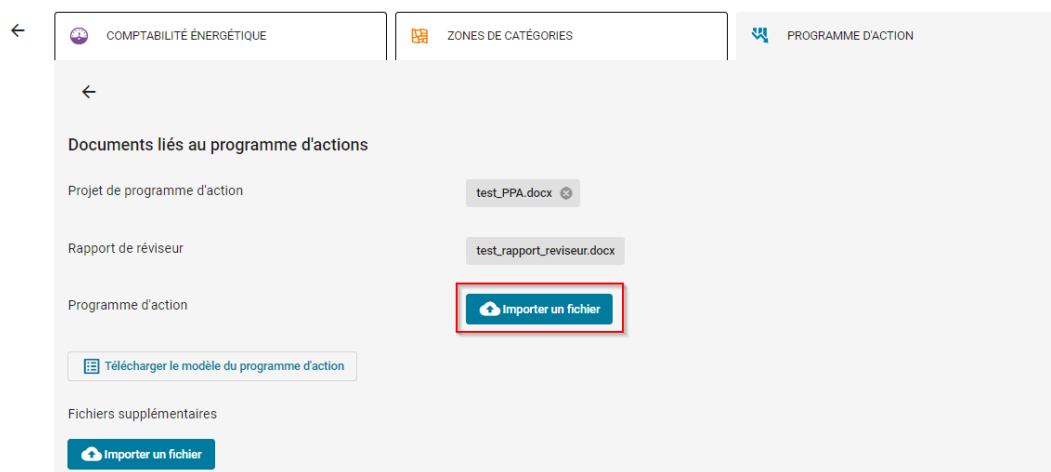 COMPTABILITÉ ÉNERGÉTIQUE
ZONES DE CATÉGORIES
PROGRAMME D'ACTION
Documents liés au programme d'actions
Projet de programme d'action
test_PPA.docx
Rapport de réviseur
test_rapport_reviseur.docx
Programme d'action
Importer un fichier
Télécharger le modèle du programme d'action
Fichiers supplémentaires
Importer un fichier